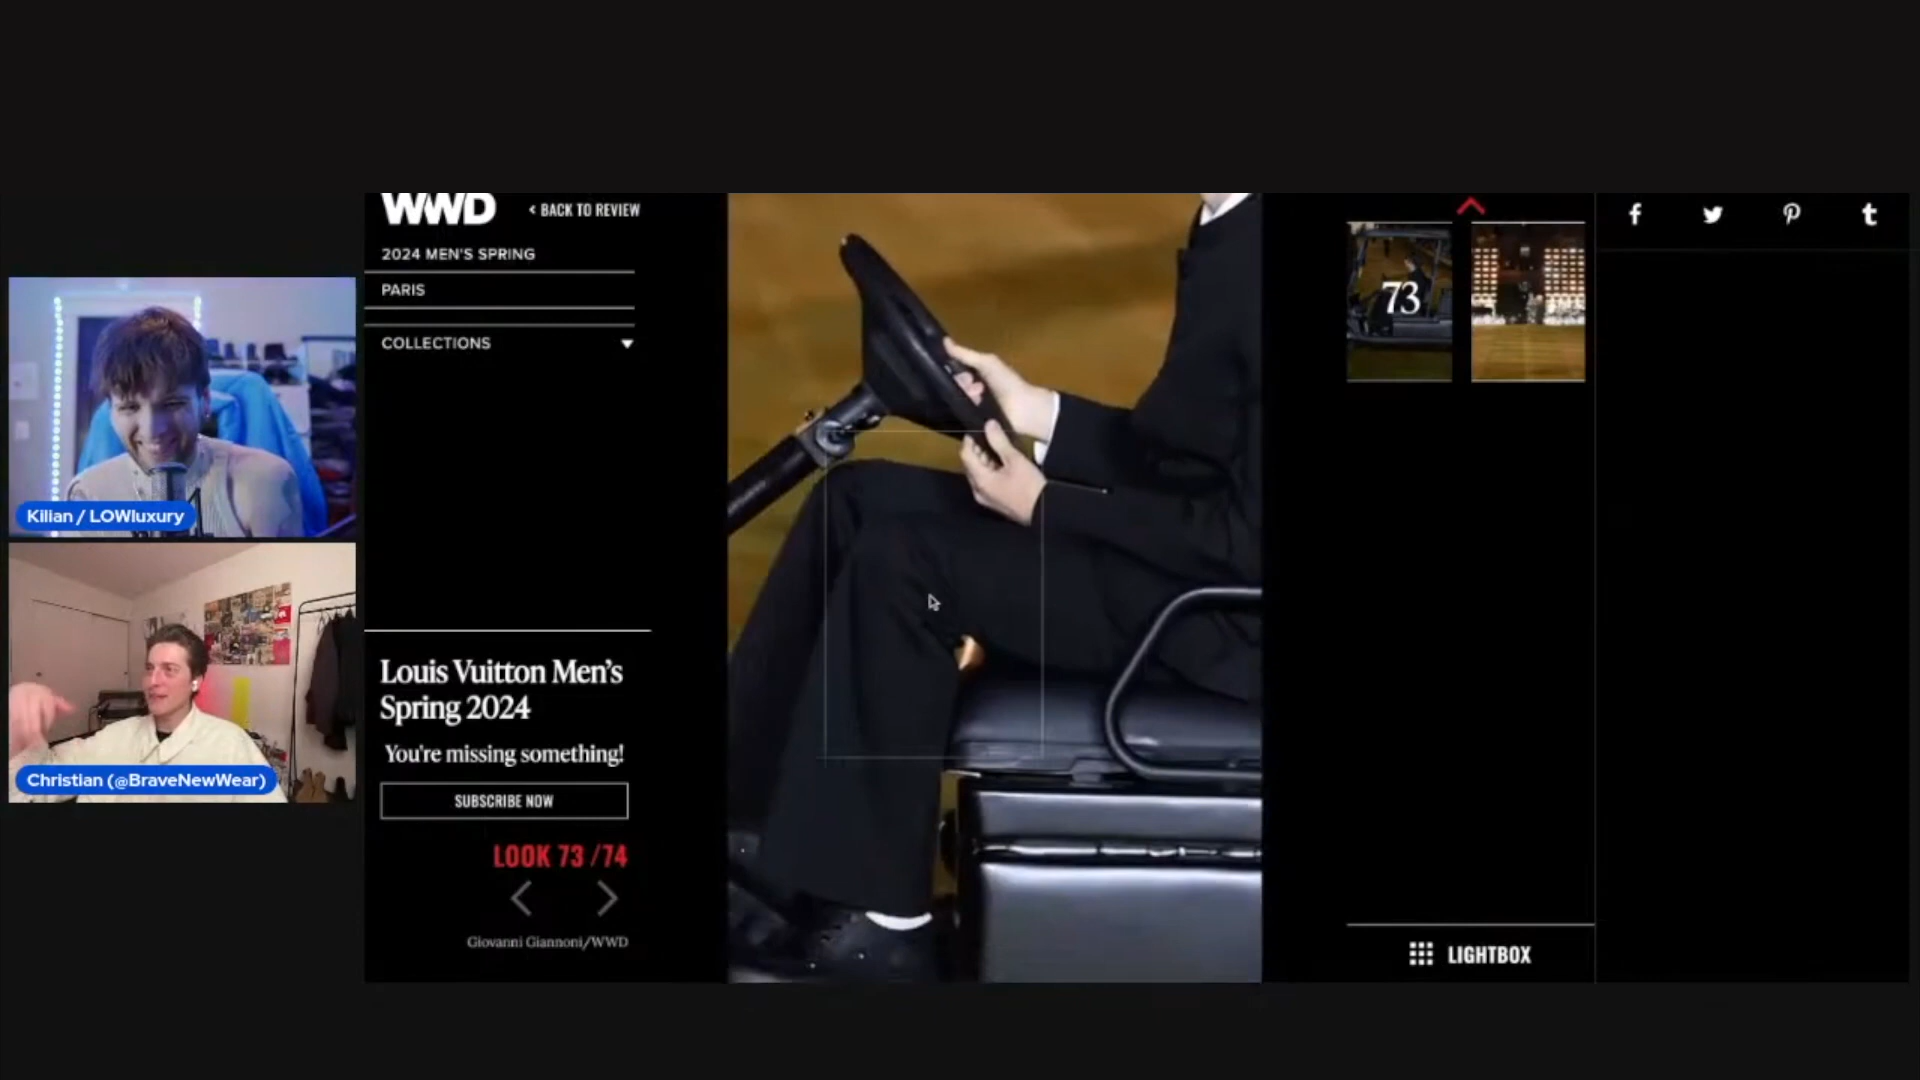 WWD
< BACK TO REVIEW
2024 MEN'S SPRING
PARIS
COLLECTIONS
73
Kilian / LOWluxury
Louis Vuitton Men's
Spring 2024
You're missing something!
SUBSCRIBE NOW
Christian (@BraveNewWear)
LOOK 73 /74
Giovanni Giannoni/WWD
LIGHTBOX